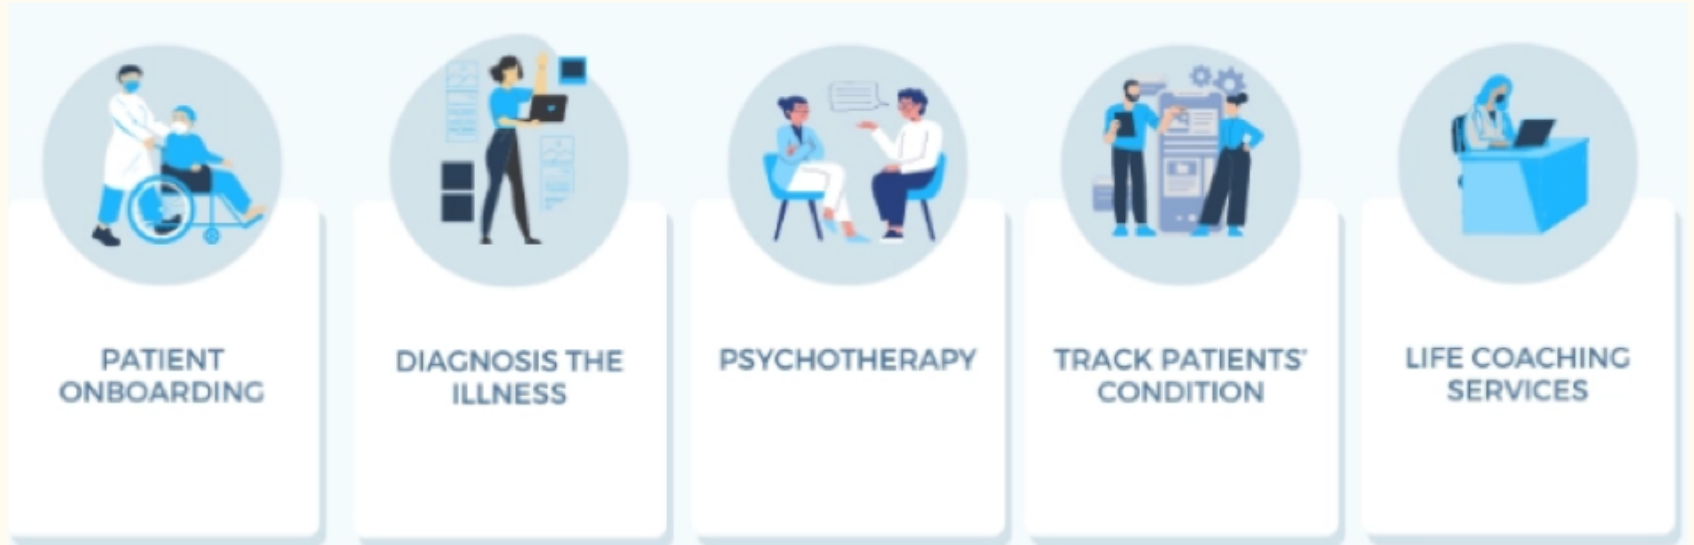 PATIENT
ONBOARDING
DIAGNOSIS THE
ILLNESS
PSYCHOTHERAPY
TRACK PATIENTS'
CONDITION
LIFE COACHING
SERVICES